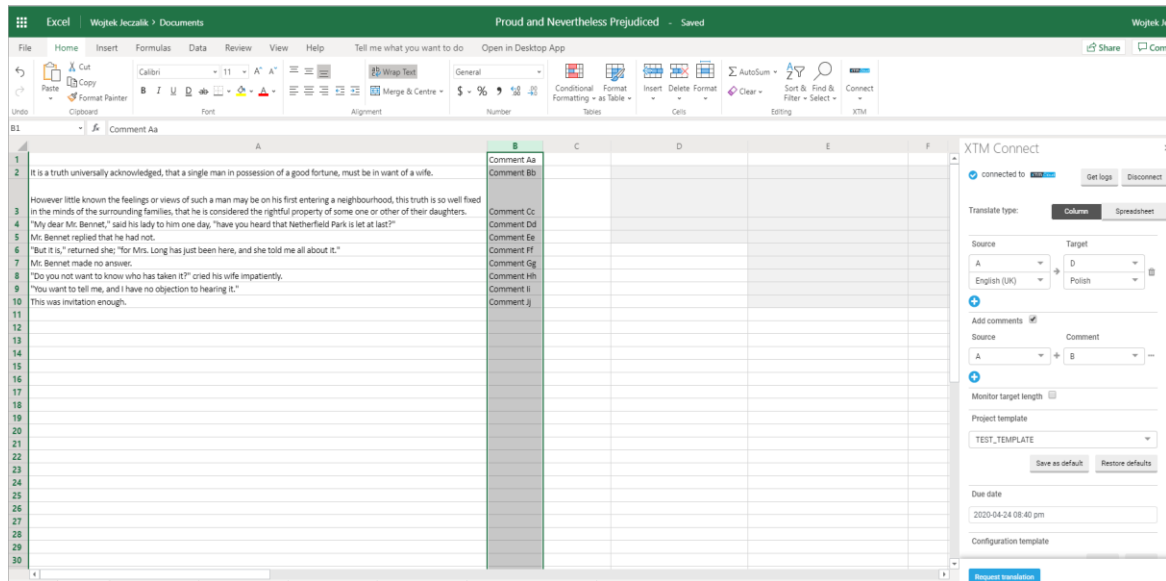 Excel Wojtek Jeczalik > Documents Proud and Nevertheless Prejudiced - Saved Wojtek Je
File Home Insert Formulas Data Review View Help Tell me what you want to do Open in Desktop App Share Com
Cut
Copy
Format Painter
Paste
Calibri 11 A^ A˅
B I U D ab A
Wrap Text
Merge & Centre
General
$ % 9
Conditional Formatting
Format as Table
Insert Delete Format
AutoSum
Clear
Sort & Filter
Find & Select
Connect
Undo Clipboard Font Alignment Number Tables Cells Editing XTM
B1 fx Comment Aa
A B C D E F
1 Comment Aa
2 It is a truth universally acknowledged, that a single man in possession of a good fortune, must be in want of a wife. Comment Bb
However little known the feelings or views of such a man may be on his first entering a neighbourhood, this truth is so well fixed
3 in the minds of the surrounding families, that he is considered the rightful property of some one or other of their daughters. Comment Cc
4 "My dear Mr. Bennet," said his lady to him one day, "have you heard that Netherfield Park is let at last?" Comment Dd
5 Mr. Bennet replied that he had not. Comment Ee
6 "But it is," returned she; "for Mrs. Long has just been here, and she told me all about it." Comment Ff
7 Mr. Bennet made no answer. Comment Gg
8 "Do you not want to know who has taken it?" cried his wife impatiently. Comment Hh
9 "You want to tell me, and I have no objection to hearing it." Comment Ii
10 This was invitation enough. Comment Jj
11
12
13
14
15
16
17
18
19
20
21
22
23
24
25
26
27
28
29
30
XTM Connect
connected to Get logs Disconnect
Translate type: Column Spreadsheet
Source Target
A D
English (UK) Polish
Add comments
Source Comment
A B
Monitor target length
Project template
TEST_TEMPLATE
Save as default Restore defaults
Due date
2020-04-24 08:40 pm
Configuration template
Request translation